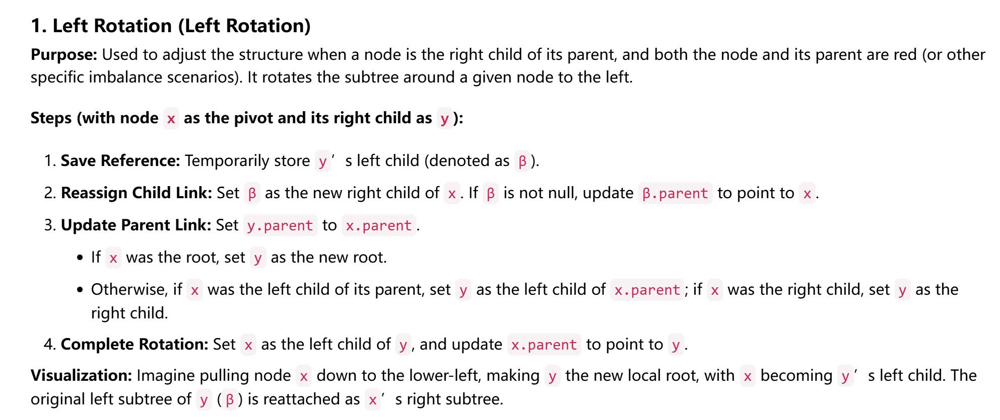 1. Left Rotation (Left Rotation)
Purpose: Used to adjust the structure when a node is the right child of its parent, and both the node and its parent are red (or other
specific imbalance scenarios). It rotates the subtree around a given node to the left.
Steps (with node x as the pivot and its right child as y):
1. Save Reference: Temporarily store y’ s left child (denoted as β).
2. Reassign Child Link: Set β as the new right child of x. If β is not null, update β.parent to point to x.
3. Update Parent Link: Set y.parent to x.parent.
• If x was the root, set y as the new root.
• Otherwise, if x was the left child of its parent, set y as the left child of x.parent; if x was the right child, set y as the
right child.
4. Complete Rotation: Set x as the left child of y, and update x.parent to point to y.
Visualization: Imagine pulling node x down to the lower-left, making y the new local root, with x becoming y’ s left child. The
original left subtree of y (β) is reattached as x’ s right subtree.